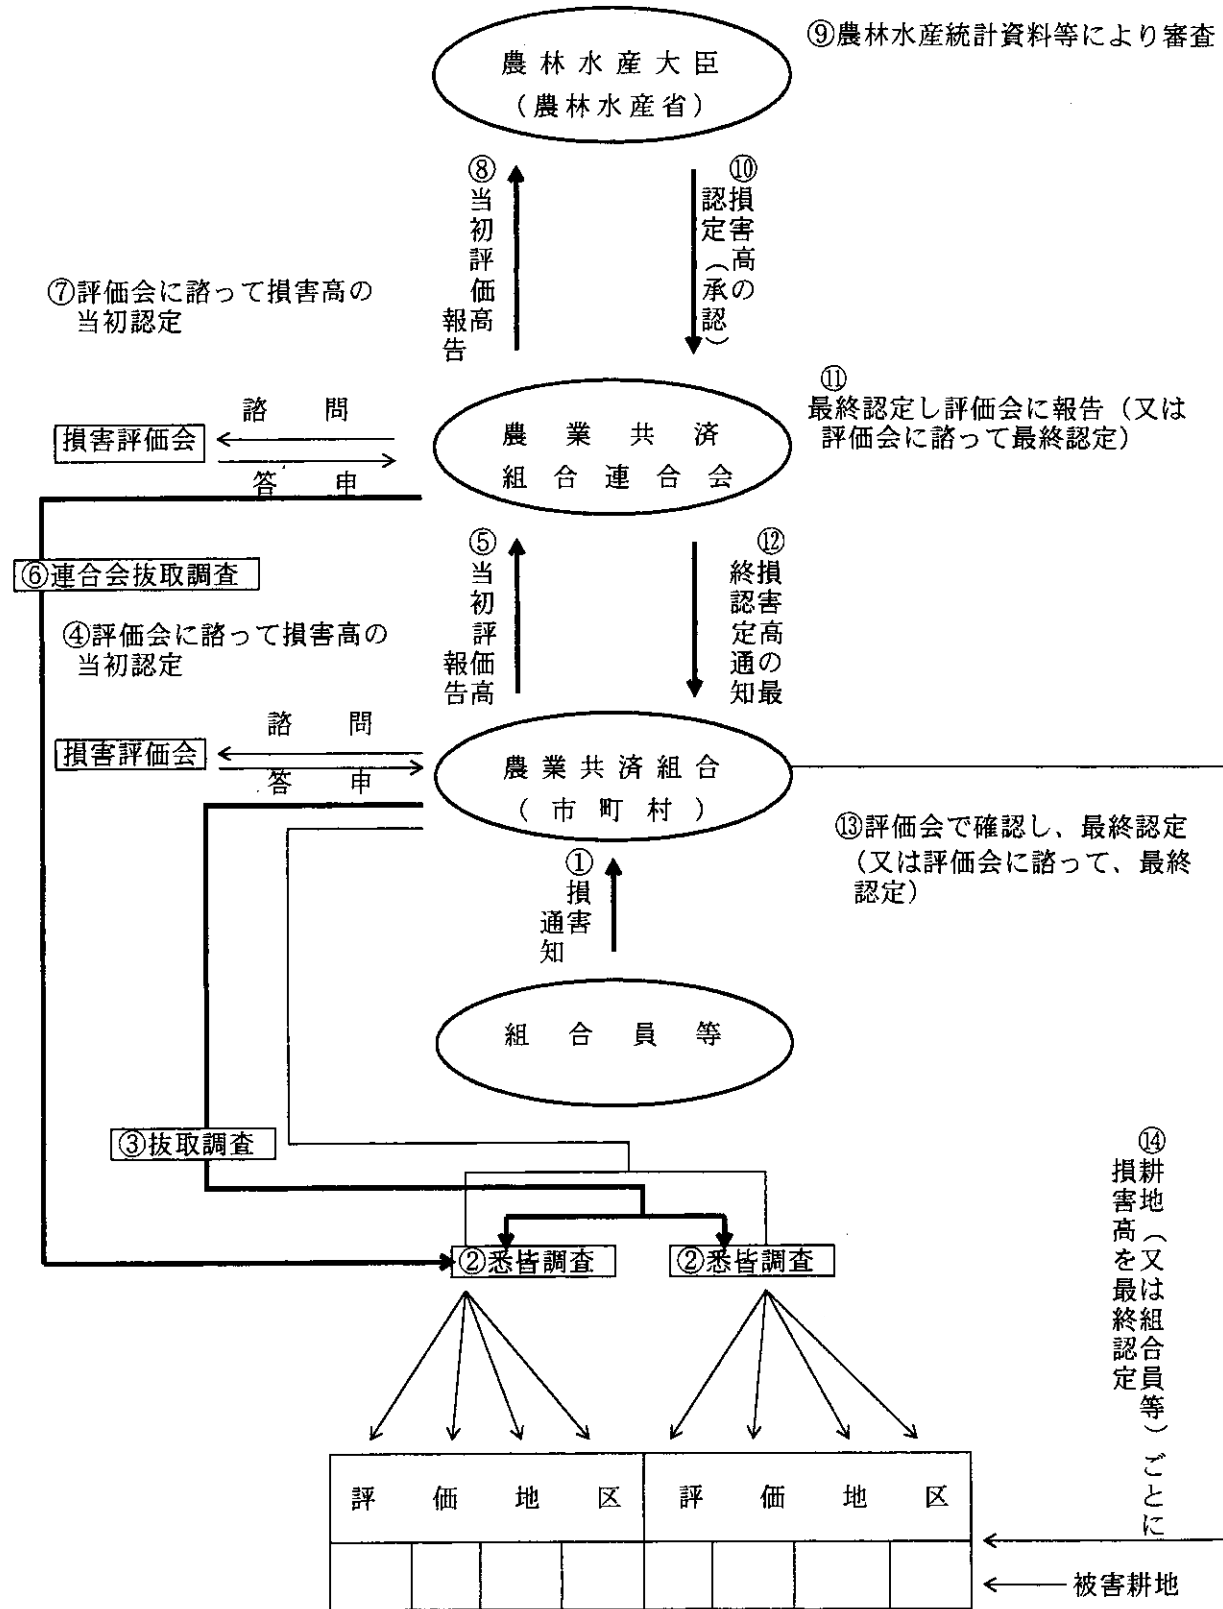 ⑨農林水産統計資料等により審査
農林水産大臣
(農林水産省)
⑧当初評価高
報告
⑩損害高の
認定(承認)
⑦評価会に諮って損害高の
当初認定
諮問
損害評価会
答申
農業共済
組合連合会
⑪
最終認定し評価会に報告(又は
評価会に諮って最終認定)
⑥連合会抜取調査
⑤当初評価高
報告
⑫損害高の最
終認定通知
④評価会に諮って損害高の
当初認定
諮問
損害評価会
答申
農業共済組合
(市町村)
⑬評価会で確認し、最終認定
(又は評価会に諮って、最終
認定)
①損害
通知
組合員等
③抜取調査
②悉皆調査
②悉皆調査
⑭耕地(又は組合員等)ごとに
損害高を最終認定
評価地区
評価地区
被害耕地